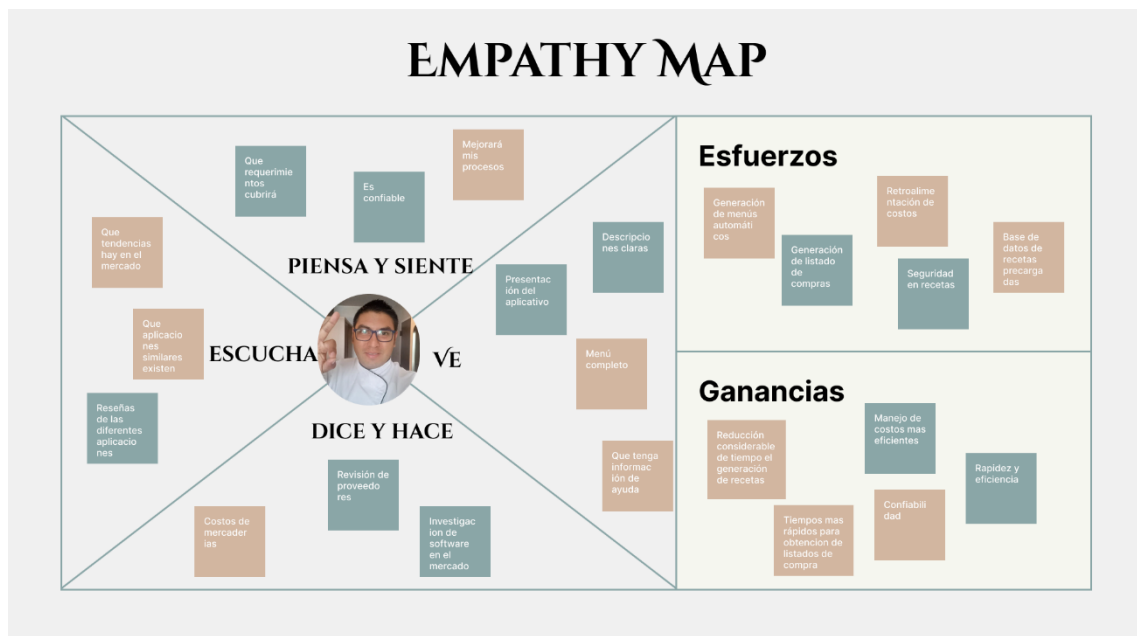 EMPATHY MAP
Que
requerimie
ntos
cubrirá
Es
confiable
Mejorará
mis
procesos
PIENSA Y SIENTE
Que
tendencias
hay en el
mercado
Que
aplicacio
nes
similares
existen
Reseñas
de las
diferentes
aplicacio
nes
ESCUCHA
VE
Descripcio
nes claras
Presentac
ión del
aplicativo
Menú
completo
Que tenga
informac
ión de
ayuda
DICE Y HACE
Revisión de
proveedo
res
Costos de
mercader
ias
Investigac
ion de
software
en el
mercado
Esfuerzos
Generación
de menús
automáti
cos
Generación
de listado
de
compras
Retroalime
ntación de
costos
Seguridad
en recetas
Base de
datos de
recetas
precarga
das
Ganancias
Reducción
considerable
de tiempo el
generación
de recetas
Tiempos mas
rápidos para
obtencion de
listados de
compra
Manejo de
costos mas
eficientes
Confiabili
dad
Rapidez y
eficiencia